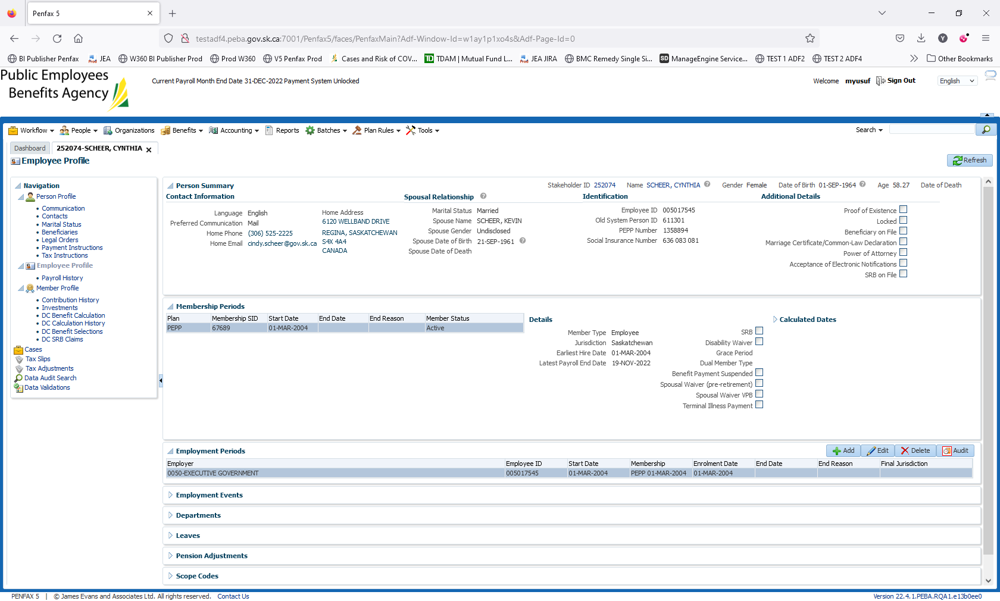 Penfax 5
testadf4.peba.gov.sk.ca:7001/Penfax5/faces/PenfaxMain?Adf-Window-Id=w1ay1p1xo4s&Adf-Page-Id=0
BI Publisher Penfax JEA W360 BI Publisher Prod Prod W360 V5 Penfax Prod Cases and Risk of COV... TDAM | Mutual Fund L... JEA JIRA BMC Remedy Single Si... ManageEngine Service... TEST 1 ADF2 TEST 2 ADF4 Other Bookmarks
Public Employees
Benefits Agency
Current Payroll Month End Date 31-DEC-2022 Payment System Unlocked
Welcome myusuf Sign Out English
Workflow People Organizations Benefits Accounting Reports Batches Plan Rules Tools Search
Dashboard 252074-SCHEER, CYNTHIA
Employee Profile
Refresh
Navigation
Person Profile
Communication
Contacts
Marital Status
Beneficiaries
Legal Orders
Payment Instructions
Tax Instructions
Employee Profile
Payroll History
Member Profile
Contribution History
Investments
DC Benefit Calculation
DC Calculation History
DC Benefit Selections
DC SRB Claims
Cases
Tax Slips
Tax Adjustments
Data Audit Search
Data Validations
Person Summary Stakeholder ID 252074 Name SCHEER, CYNTHIA Gender Female Date of Birth 01-SEP-1964 Age 58.27 Date of Death
Contact Information
Language English
Preferred Communication Mail
Home Phone (306) 525-2225
Home Email cindy.scheer@gov.sk.ca
Home Address
6120 WELLBAND DRIVE
REGINA, SASKATCHEWAN
S4X 4A4
CANADA
Spousal Relationship
Marital Status Married
Spouse Name SCHEER, KEVIN
Spouse Gender Undisclosed
Spouse Date of Birth 21-SEP-1961
Spouse Date of Death
Identification
Employee ID 005017545
Old System Person ID 611301
PEPP Number 1358894
Social Insurance Number 636 083 081
Additional Details
Proof of Existence
Locked
Beneficiary on File
Marriage Certificate/Common-Law Declaration
Power of Attorney
Acceptance of Electronic Notifications
SRB on File
Membership Periods
Plan Membership SID Start Date End Date End Reason Member Status
PEPP 67689 01-MAR-2004 Active
Details
Member Type Employee
Jurisdiction Saskatchewan
Earliest Hire Date 01-MAR-2004
Latest Payroll End Date 19-NOV-2022
SRB
Disability Waiver
Grace Period
Dual Member Type
Benefit Payment Suspended
Spousal Waiver (pre-retirement)
Spousal Waiver VPB
Terminal Illness Payment
Calculated Dates
Employment Periods Add Edit Delete Audit
Employer Employee ID Start Date Membership Enrolment Date End Date End Reason Final Jurisdiction
0050-EXECUTIVE GOVERNMENT 005017545 01-MAR-2004 PEPP 01-MAR-2004 01-MAR-2004
Employment Events
Departments
Leaves
Pension Adjustments
Scope Codes
PENFAX 5 | © James Evans and Associates Ltd. All rights reserved. Contact Us Version 22.4.1.PEBA.RQA1.e13b0ee0